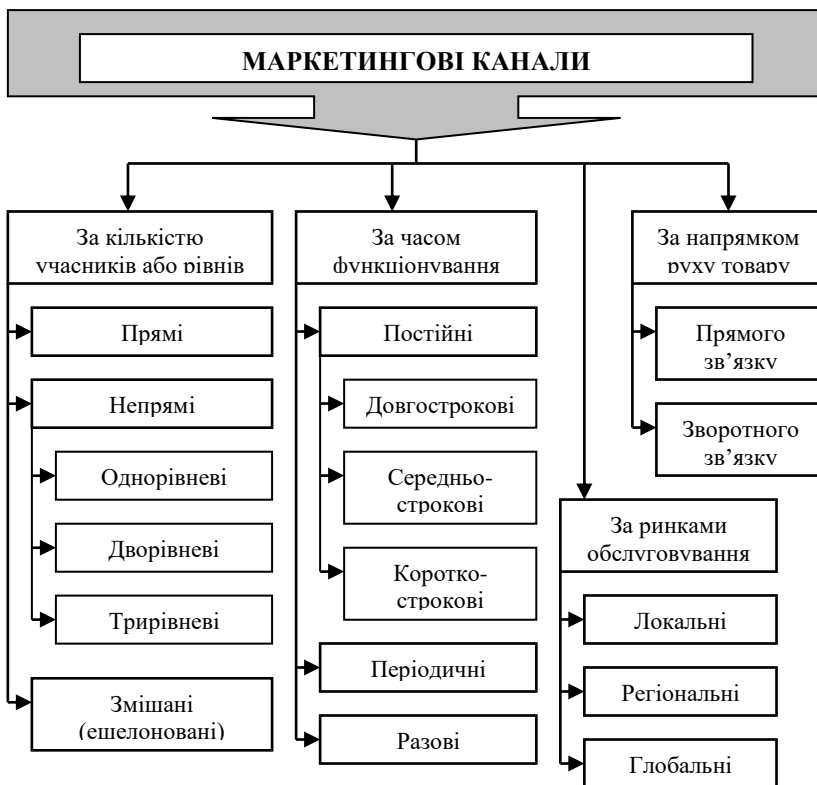 МАРКЕТИНГОВІ КАНАЛИ
За кількістю
учасників або рівнів
Прямі
Непрямі
Однорівневі
Дворівневі
Трирівневі
Змішані
(ешелоновані)
За часом
функціонування
Постійні
Довгострокові
Середньо-
строкові
Коротко-
строкові
Періодичні
Разові
За ринками
обслуговування
Локальні
Регіональні
Глобальні
За напрямком
руху товару
Прямого
зв’язку
Зворотного
зв’язку